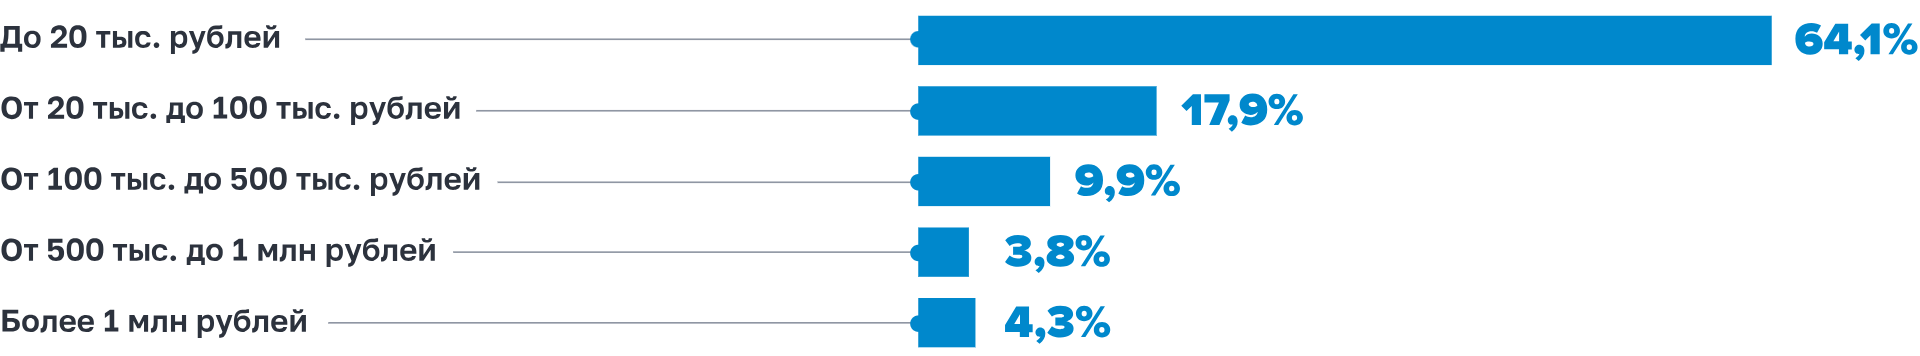 До 20 тыс. рублей 64,1%
От 20 тыс. до 100 тыс. рублей 17,9%
От 100 тыс. до 500 тыс. рублей 9,9%
От 500 тыс. до 1 млн рублей 3,8%
Более 1 млн рублей 4,3%